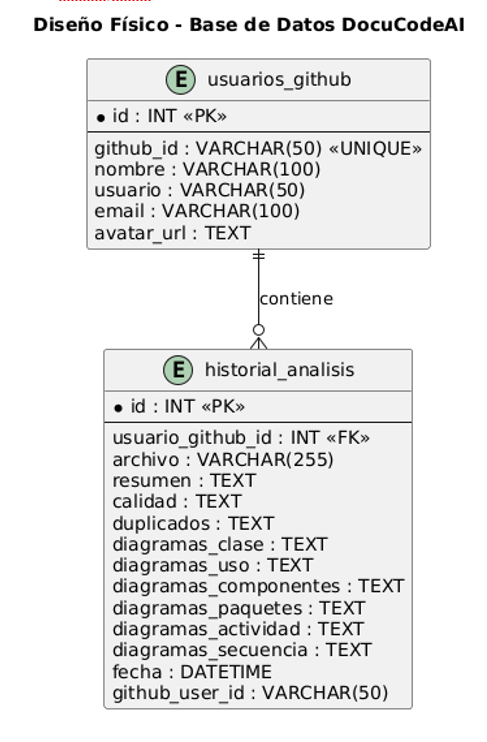 Diseño Físico - Base de Datos DocuCodeAI
E usuarios_github
id : INT «PK»
github_id : VARCHAR(50) «UNIQUE»
nombre : VARCHAR(100)
usuario : VARCHAR(50)
email : VARCHAR(100)
avatar_url : TEXT
contiene
E historial_analisis
id : INT «PK»
usuario_github_id : INT «FK»
archivo : VARCHAR(255)
resumen : TEXT
calidad : TEXT
duplicados : TEXT
diagramas_clase : TEXT
diagramas_uso : TEXT
diagramas_componentes : TEXT
diagramas_paquetes : TEXT
diagramas_actividad : TEXT
diagramas_secuencia : TEXT
fecha : DATETIME
github_user_id : VARCHAR(50)